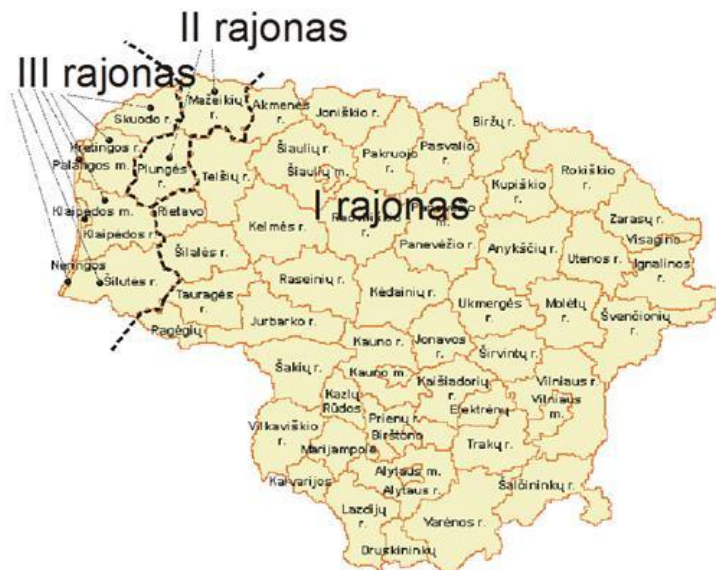 II rajonas
III rajonas
Skuodo r.
Mažeikių
r.
Akmenės
r.
Joniškio r.
Biržų r.
Kretingos r.
Palangos m.
Plungės
r.
Telšių r.
Šiaulių r.
Šiaulių m.
Pakruojo
r.
Pasvalio
r.
Rokiškio
r.
Kupiškio
r.
I rajonas
Klaipėdos m.
Klaipėdos r.
Rietavo
Kelmės r.
r.
m.
Panevėžio r.
Anykščių r.
Zarasų r.
Visagino
Utenos r.
Ignalinos
r.
Neringos
Šilutės r.
Šilalės r.
Tauragės
r.
Pagėgių
Raseinių r.
Jurbarko r.
Kėdainių r.
Ukmergės
r.
Molėtų
r.
Švenčionių
r.
Kauno r.
Kauno m.
Jonavos
r.
Širvintų r.
Šakių r.
Kazlų
Rūdos
Kaišiadorių
r.
Elektrėnų
Vilniaus r.
Vilniaus
m.
Vilkaviškio
r.
Prienų r.
Birštono
Marijampolė
Trakų r.
Kalvarijos
Alytaus m.
Alytaus r.
Šalčininkų r.
Lazdijų
r.
Varėnos r.
Druskininkų